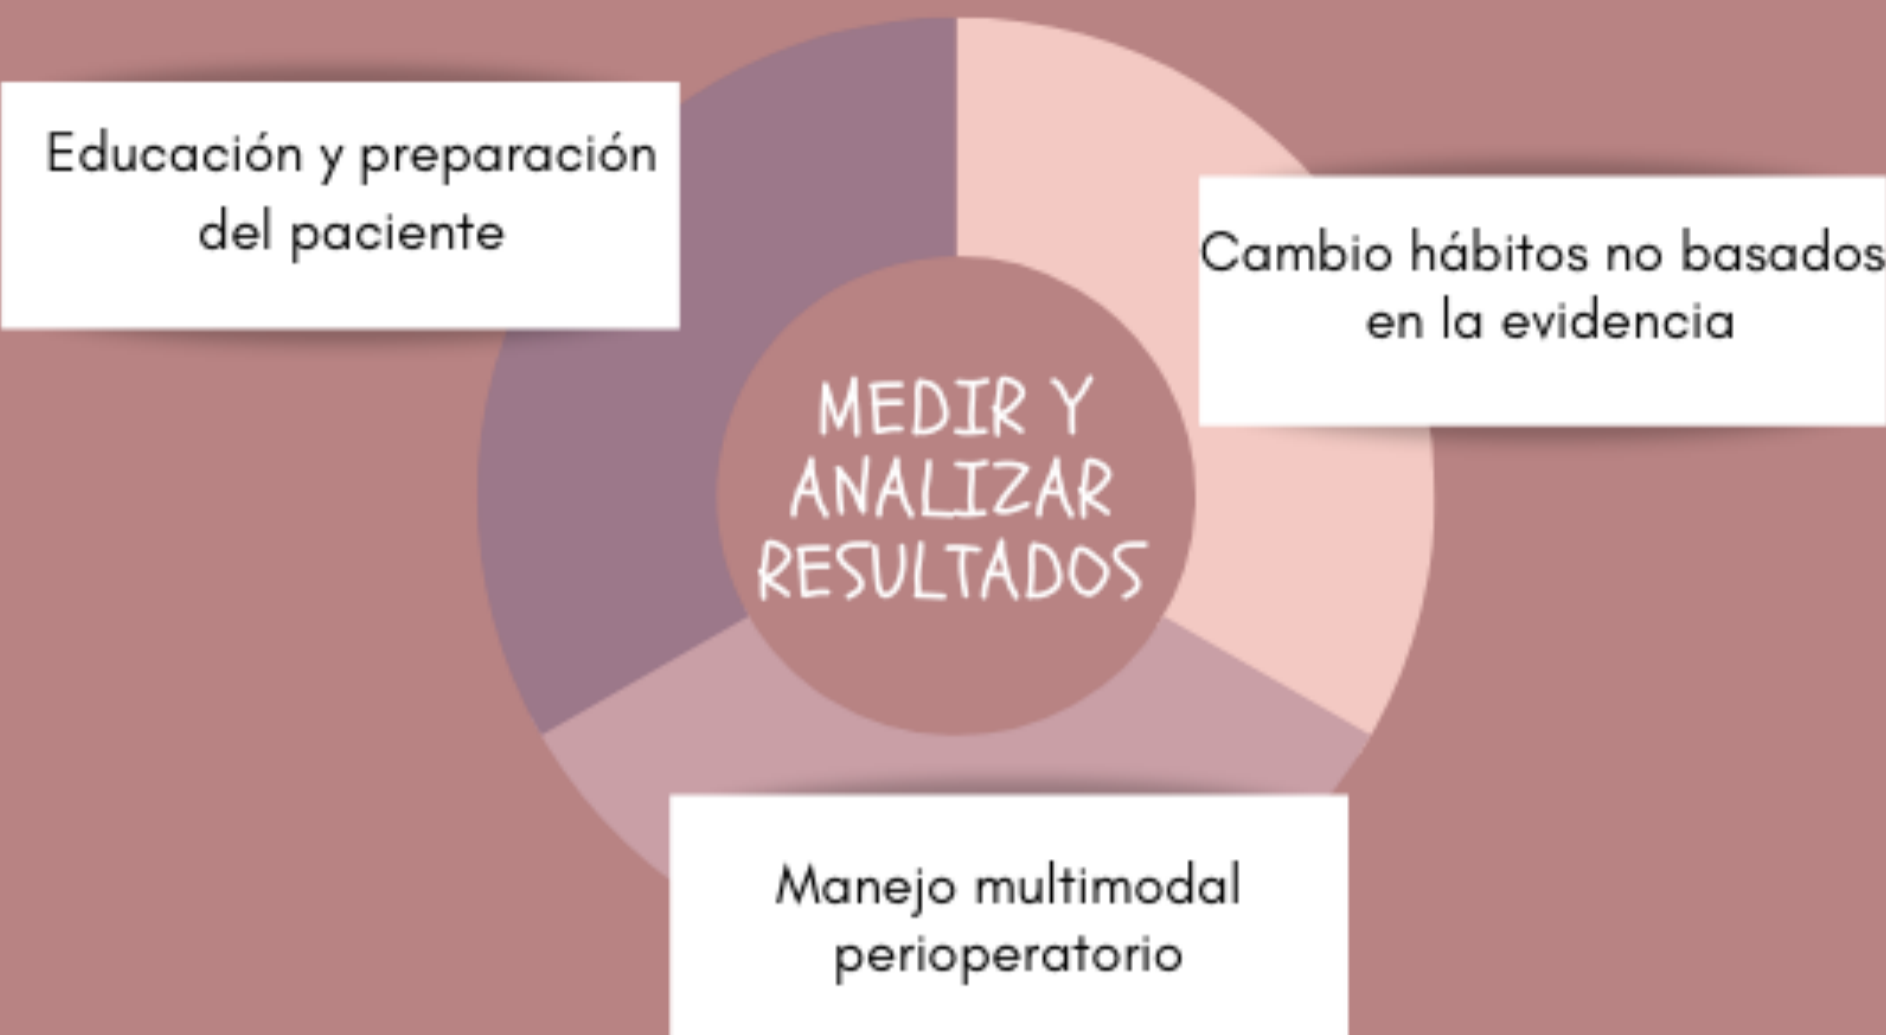 Educación y preparación
del paciente
Cambio hábitos no basados
en la evidencia
MEDIR Y
ANALIZAR
RESULTADOS
Manejo multimodal
perioperatorio